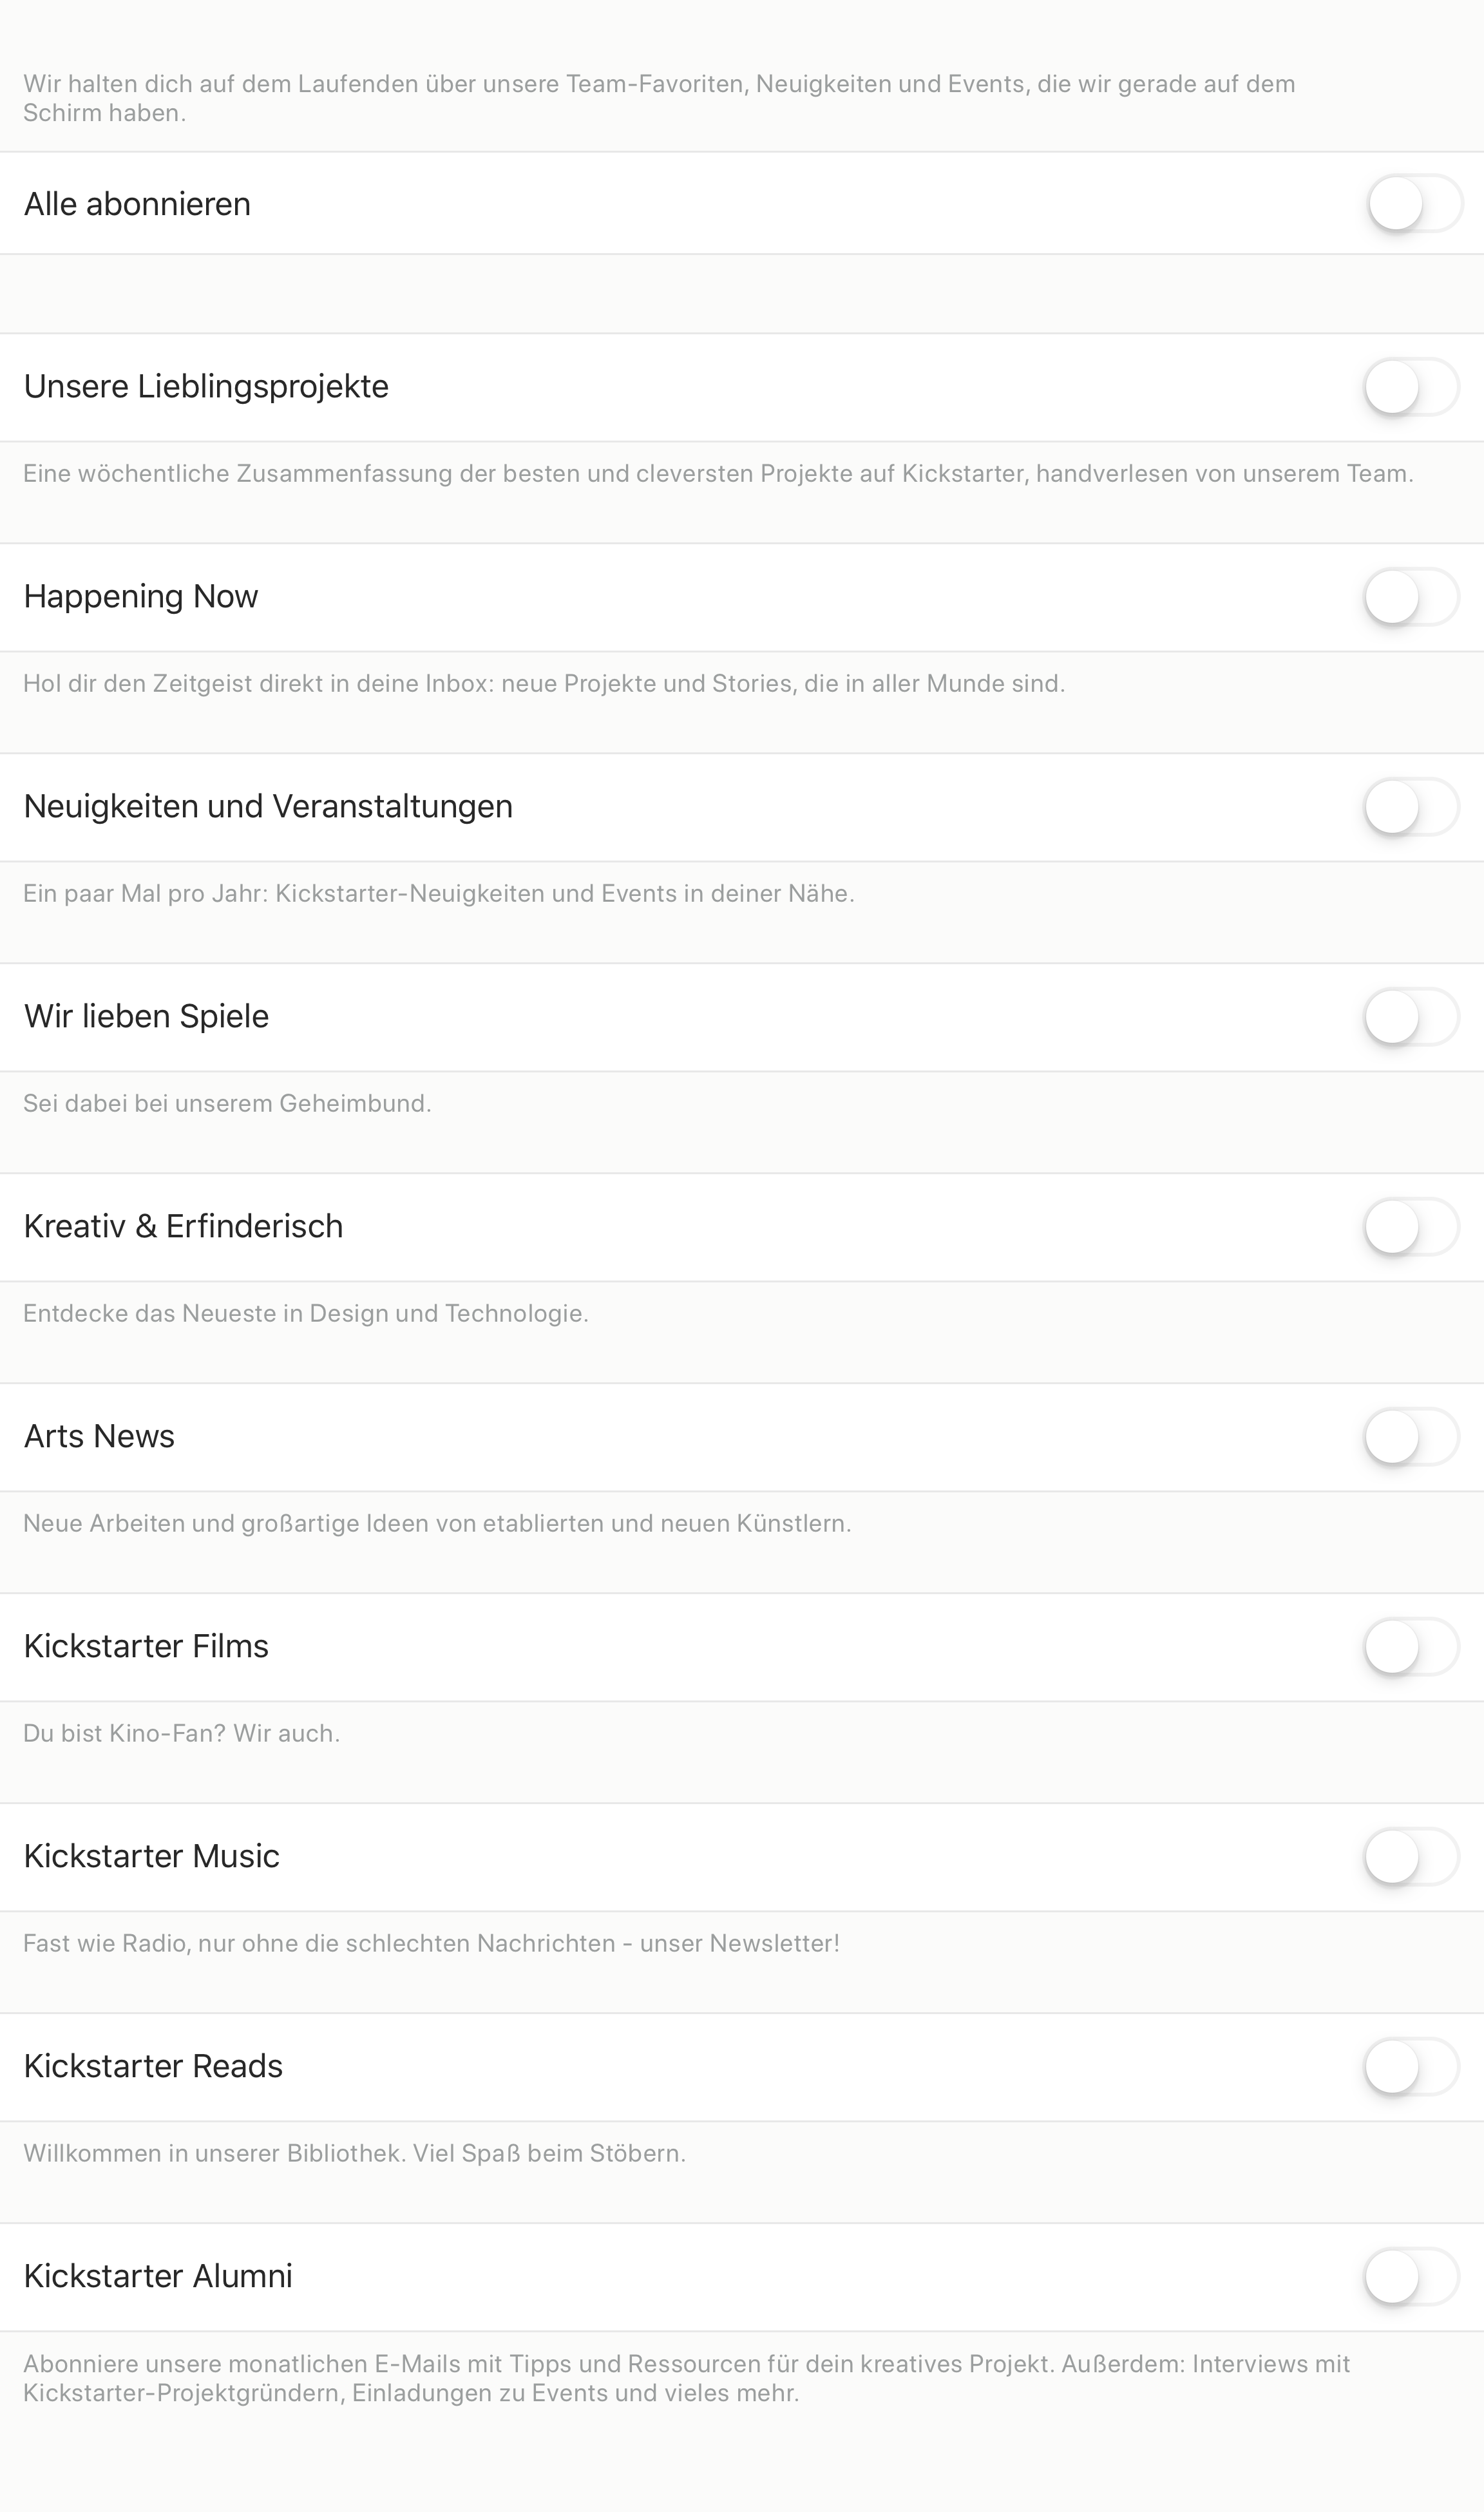 Wir halten dich auf dem Laufenden über unsere Team-Favoriten, Neuigkeiten und Events, die wir gerade auf dem
Schirm haben.
Alle abonnieren
Unsere Lieblingsprojekte
Eine wöchentliche Zusammenfassung der besten und cleversten Projekte auf Kickstarter, handverlesen von unserem Team.
Happening Now
Hol dir den Zeitgeist direkt in deine Inbox: neue Projekte und Stories, die in aller Munde sind.
Neuigkeiten und Veranstaltungen
Ein paar Mal pro Jahr: Kickstarter-Neuigkeiten und Events in deiner Nähe.
Wir lieben Spiele
Sei dabei bei unserem Geheimbund.
Kreativ & Erfinderisch
Entdecke das Neueste in Design und Technologie.
Arts News
Neue Arbeiten und großartige Ideen von etablierten und neuen Künstlern.
Kickstarter Films
Du bist Kino-Fan? Wir auch.
Kickstarter Music
Fast wie Radio, nur ohne die schlechten Nachrichten - unser Newsletter!
Kickstarter Reads
Willkommen in unserer Bibliothek. Viel Spaß beim Stöbern.
Kickstarter Alumni
Abonniere unsere monatlichen E-Mails mit Tipps und Ressourcen für dein kreatives Projekt. Außerdem: Interviews mit
Kickstarter-Projektgründern, Einladungen zu Events und vieles mehr.